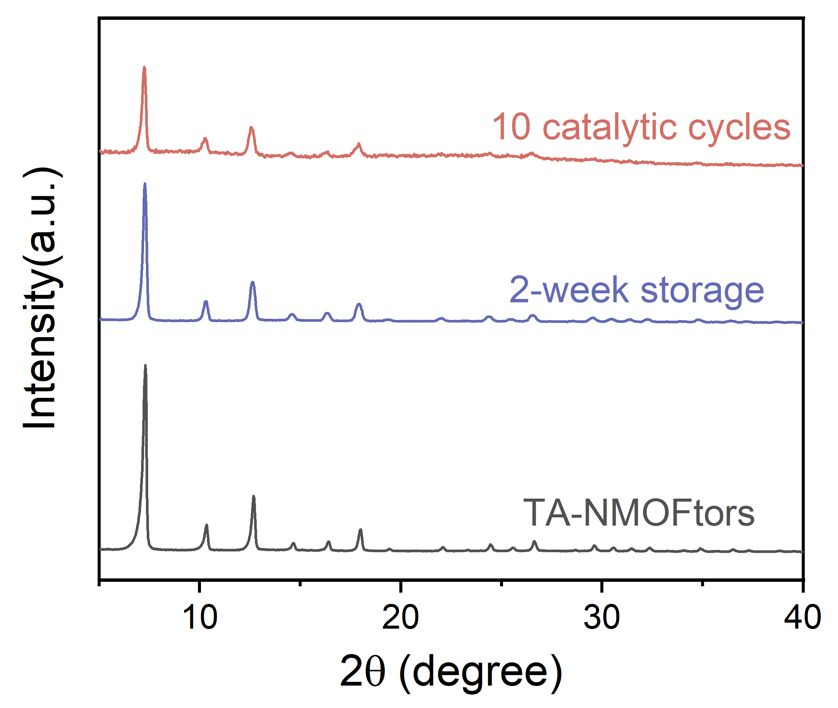 10 catalytic cycles
2-week storage
TA-NMOFtors
Intensity(a.u.)
10 20 30 40
2θ (degree)